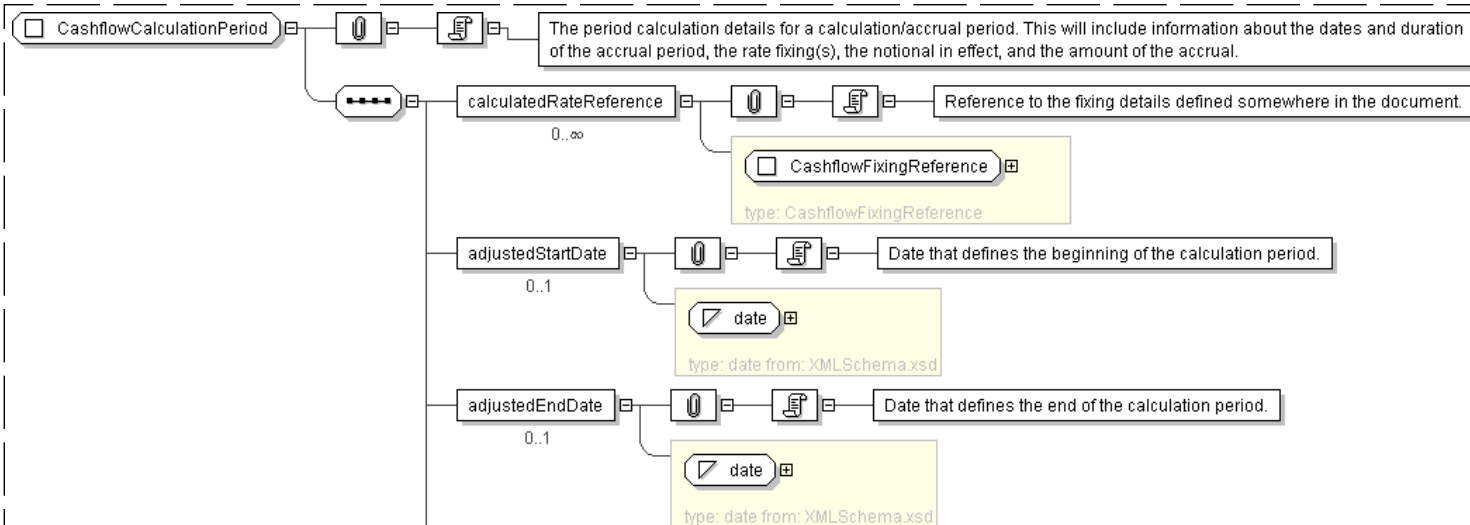 CashflowCalculationPeriod
The period calculation details for a calculation/accrual period. This will include information about the dates and duration
of the accrual period, the rate fixing(s), the notional in effect, and the amount of the accrual.
calculatedRateReference
Reference to the fixing details defined somewhere in the document.
0..∞
CashflowFixingReference
type: CashflowFixingReference
adjustedStartDate
Date that defines the beginning of the calculation period.
0..1
date
type: date from: XMLSchema.xsd
adjustedEndDate
Date that defines the end of the calculation period.
0..1
date
type: date from: XMLSchema.xsd